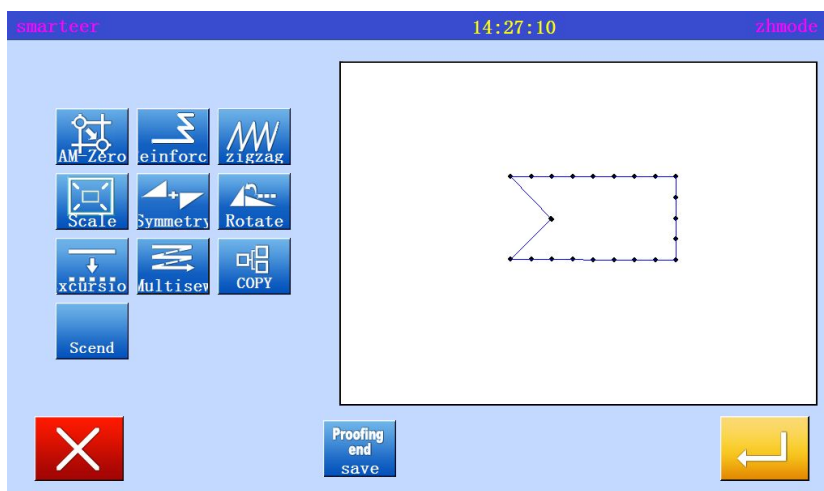 smarteer 14:27:10 zhmode
AM-Zero einforc zigzag
Scale Symmetry Rotate
xcursio Multisew COPY
Scend
Proofing
end
save